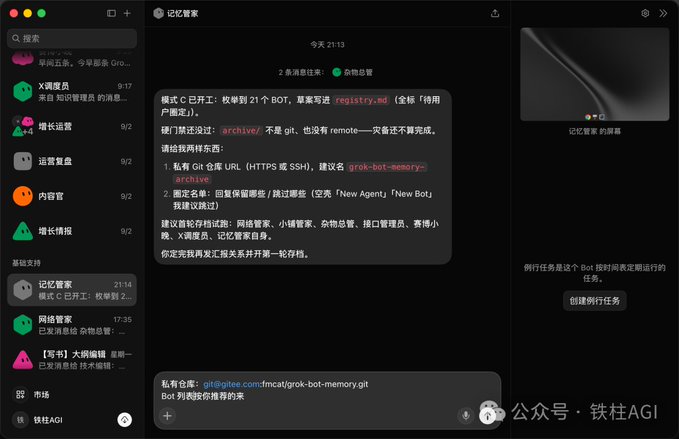 搜索
早间五条。今早那条 Gro...
X调度员
9:17
来自 知识管理员 的消息...
+4
增长运营
9/2
运营复盘
9/2
内容官
9/2
增长情报
9/2
基础支持
记忆管家
21:14
模式 C 已开工：枚举到 2...
网络管家
17:35
已发消息给 杂物总管：...
【写书】大纲编辑
星期一
已发消息给 技术编辑：...
市场
铁柱
铁柱AGI
记忆管家
今天 21:13
2 条消息往来： 杂物总管
模式 C 已开工：枚举到 21 个 BOT，草案写进 registry.md（全标「待用
户圈定」）。
硬门禁还没过：archive/ 不是 git、也没有 remote——灾备还不算完成。
请给我两样东西：
1. 私有 Git 仓库 URL（HTTPS 或 SSH），建议名 grok-bot-memory-
archive
2. 圈定名单：回复保留哪些 / 跳过哪些（空壳「New Agent」「New Bot」
我建议跳过）
建议首轮存档试跑：网络管家、小铺管家、杂物总管、接口管理员、赛博小
晚、X调度员、记忆管家自身。
你定完我再发汇报关系并开第一轮存档。
私有仓库：git@gitee.com:fmcat/grok-bot-memory.git
Bot 列表按你推荐的来
记忆管家 的屏幕
例行任务是这个 Bot 按时间表定期运行的
任务。
创建例行任务
公众号 · 铁柱AGI